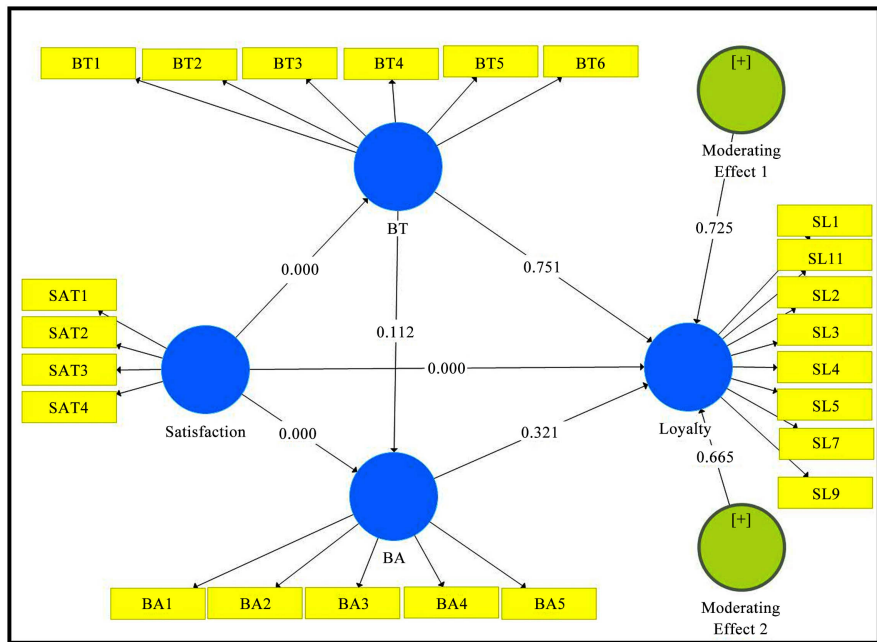 BT1
BT2
BT3
BT4
BT5
BT6
[+]
Moderating
Effect 1
BT
0.725
0.000
0.751
SL1
SL11
SL2
SL3
SL4
SL5
SL7
SL9
SAT1
SAT2
SAT3
SAT4
0.112
0.000
Satisfaction
Loyalty
0.000
0.321
0.665
BA
[+]
Moderating
Effect 2
BA1
BA2
BA3
BA4
BA5